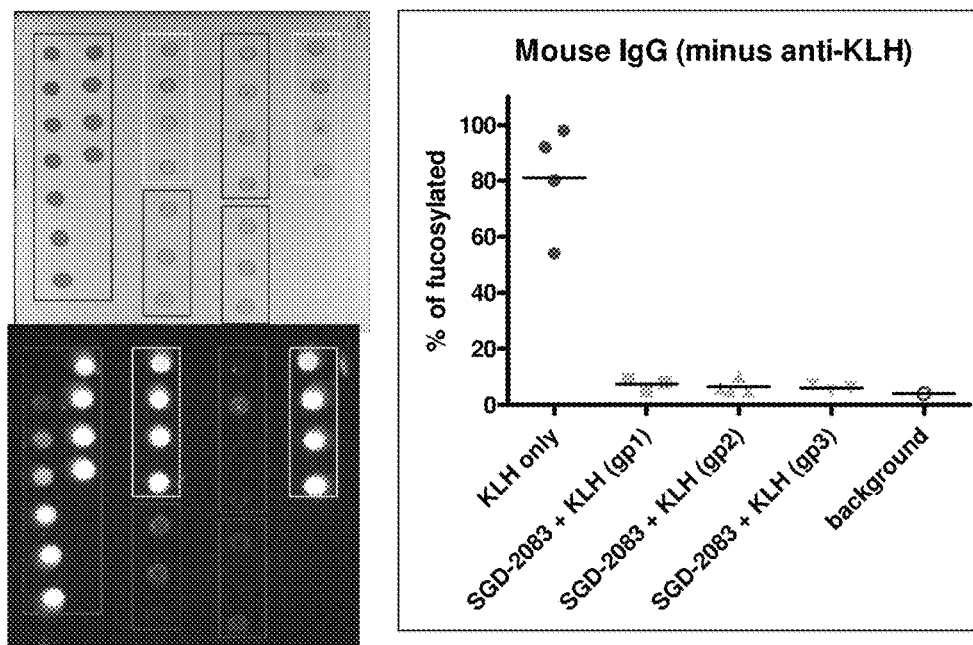 Mouse IgG (minus anti-KLH)
% of fucosylated
100
80
60
40
20
0
KLH only
SGD-2083 + KLH (gp1)
SGD-2083 + KLH (gp2)
SGD-2083 + KLH (gp3)
background